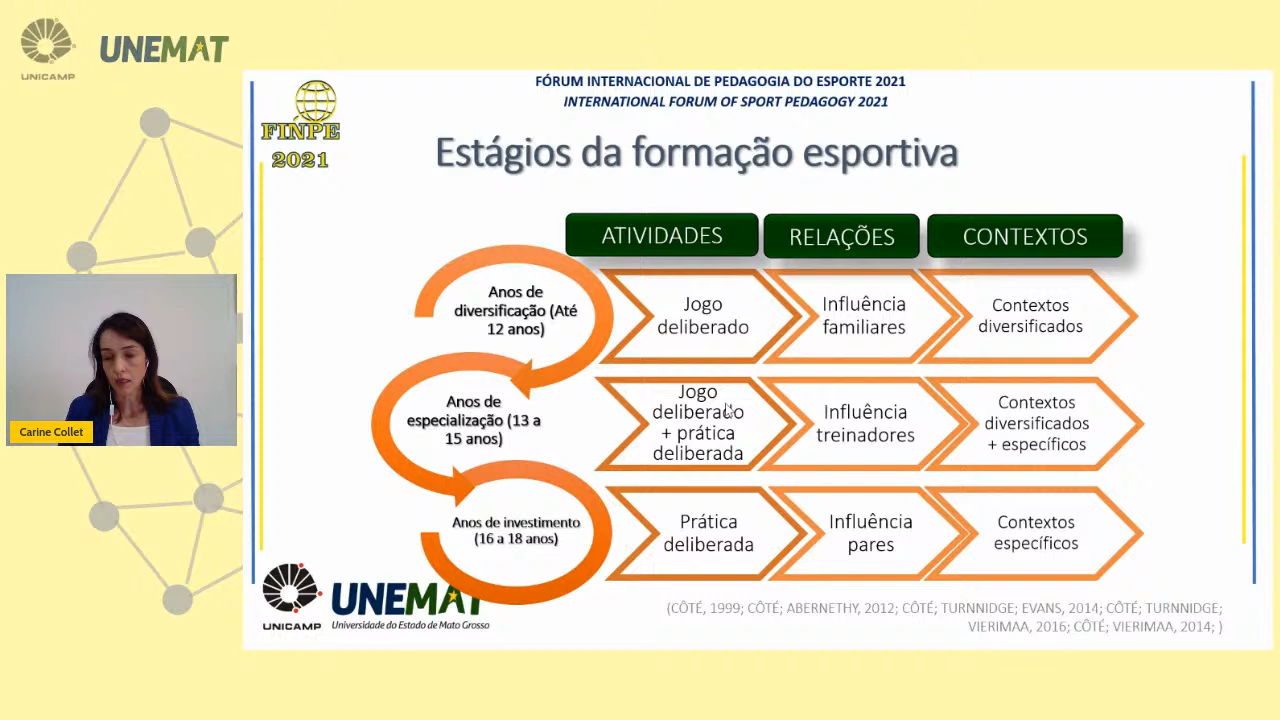 UNICAMP
UNEMAT
FÓRUM INTERNACIONAL DE PEDAGOGIA DO ESPORTE 2021
INTERNATIONAL FORUM OF SPORT PEDAGOGY 2021
FINPE
2021
Estágios da formação esportiva
ATIVIDADES
RELAÇÕES
CONTEXTOS
Anos de
diversificação (Até
12 anos)
Jogo
deliberado
Influência
familiares
Contextos
diversificados
Anos de
especialização (13 a
15 anos)
Jogo
deliberado
+ prática
deliberada
Influência
treinadores
Contextos
diversificados
+ específicos
Anos de investimento
(16 a 18 anos)
Prática
deliberada
Influência
pares
Contextos
específicos
Carine Collet
UNICAMP
UNEMAT
Universidade do Estado de Mato Grosso
(CÔTÉ, 1999; CÔTÉ; ABERNETHY, 2012; CÔTÉ; TURNNIDGE; EVANS, 2014; CÔTÉ; TURNNIDGE;
VIERIMAA, 2016; CÔTÉ; VIERIMAA, 2014; )